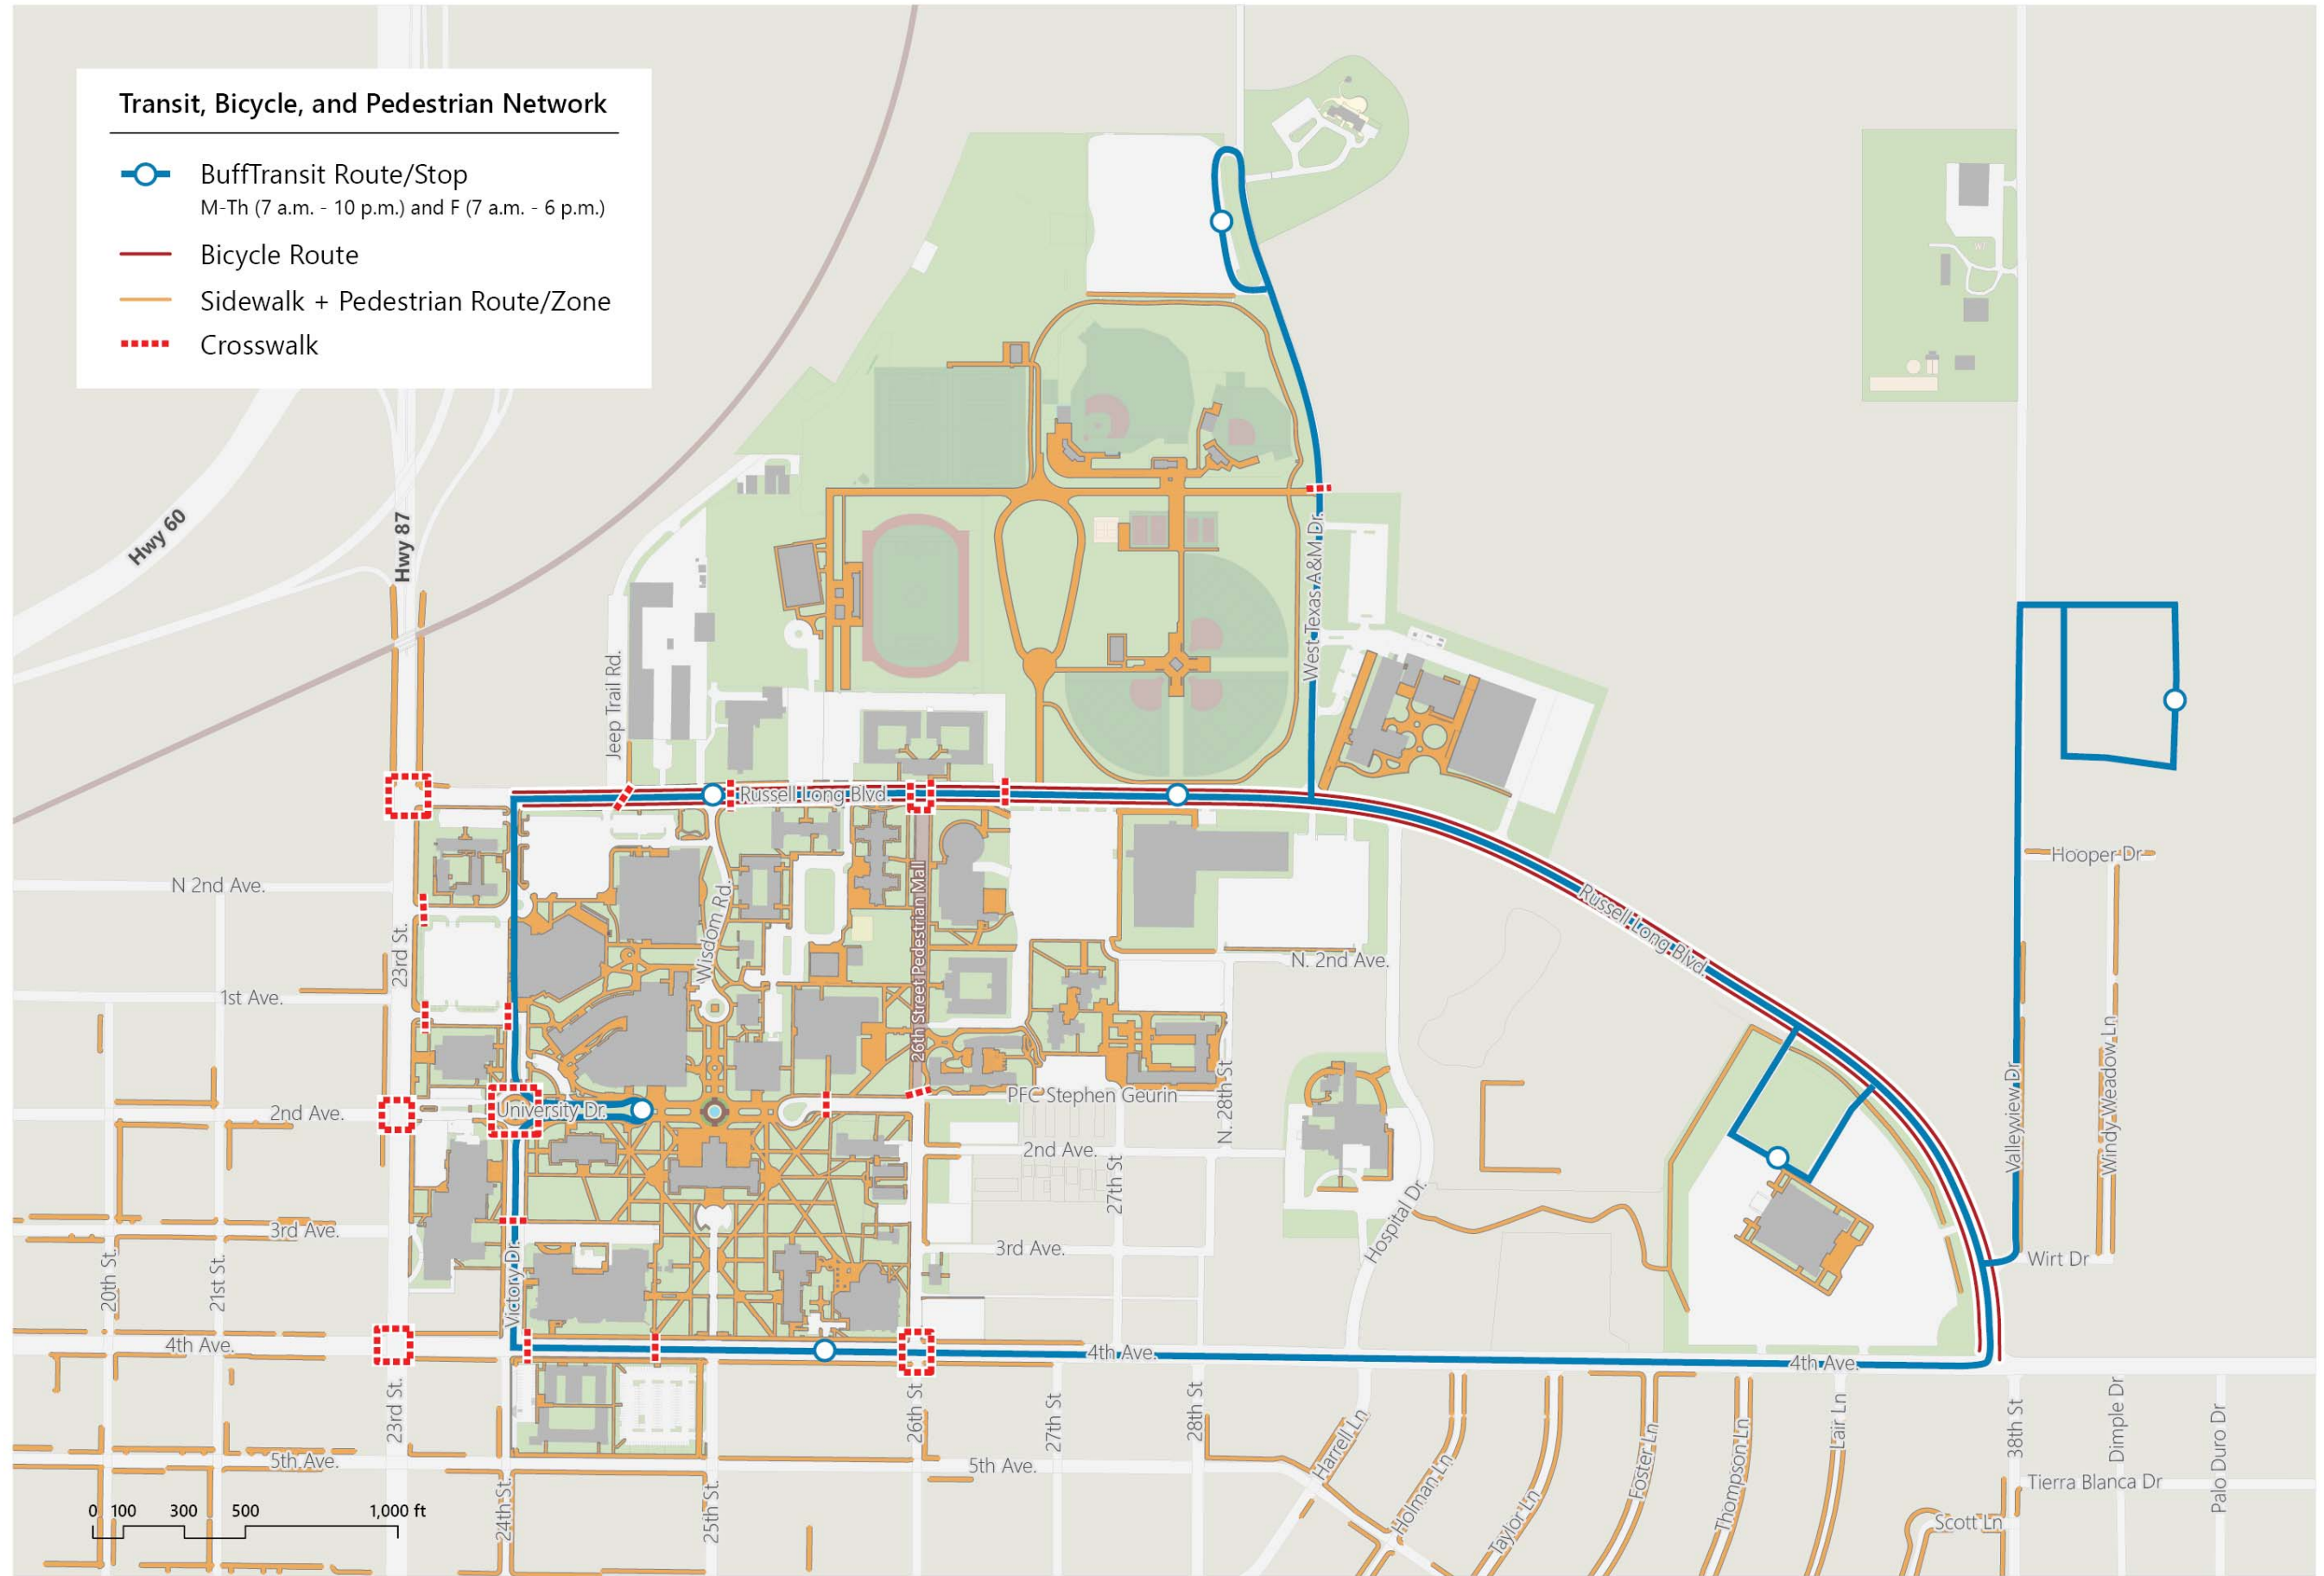 Transit, Bicycle, and Pedestrian Network
BuffTransit Route/Stop
M-Th (7 a.m. - 10 p.m.) and F (7 a.m. - 6 p.m.)
Bicycle Route
Sidewalk + Pedestrian Route/Zone
Crosswalk
Hwy 60
Hwy 87
West Texas A&M Dr.
Jeep Trail Rd.
Russell Long Blvd.
Hooper Dr
N 2nd Ave.
Wisdom Rd.
26th Street Pedestrian Mall
Russell Long Blvd.
23rd St.
N. 2nd Ave.
1st Ave.
Valleyview Dr.
Windy Meadow Ln
N. 28th St
PFC Stephen Geurin
2nd Ave.
University Dr.
2nd Ave.
27th St
3rd Ave.
3rd Ave.
Hospital Dr.
Wirt Dr
20th St.
21st St.
Victory Dr.
4th Ave.
4th Ave.
4th Ave.
23rd St.
26th St
27th St
28th St
Harrell Ln
Holman Ln
Taylor Ln
Foster Ln
Thompson Ln
Lair Ln
38th St
Dimple Dr
Palo Duro Dr
5th Ave.
5th Ave.
Tierra Blanca Dr
24th St.
25th St.
Scott Ln
0 100 300 500 1,000 ft